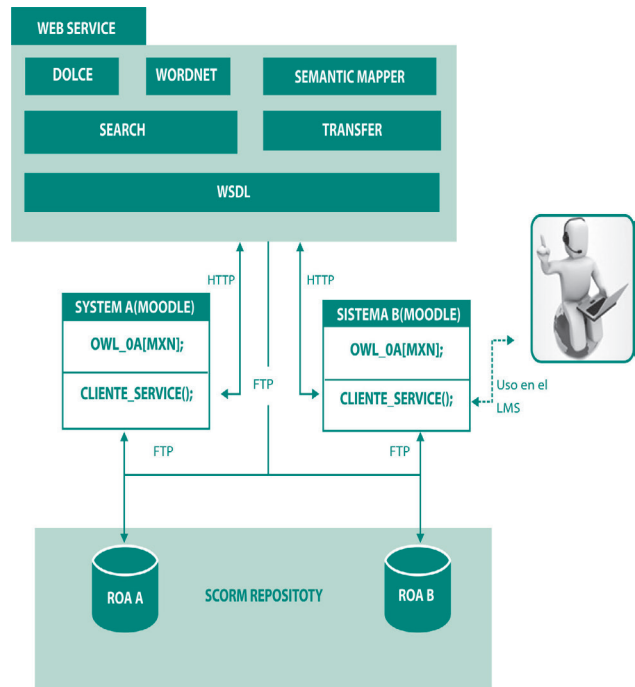 WEB SERVICE
DOLCE
WORDNET
SEMANTIC MAPPER
SEARCH
TRANSFER
WSDL
HTTP
HTTP
SYSTEM A(MOODLE)
OWL_0A[MXN];
CLIENTE_SERVICE();
SISTEMA B(MOODLE)
OWL_0A[MXN];
CLIENTE_SERVICE();
FTP
Uso en el
LMS
FTP
FTP
ROA A
SCORM REPOSITOTY
ROA B